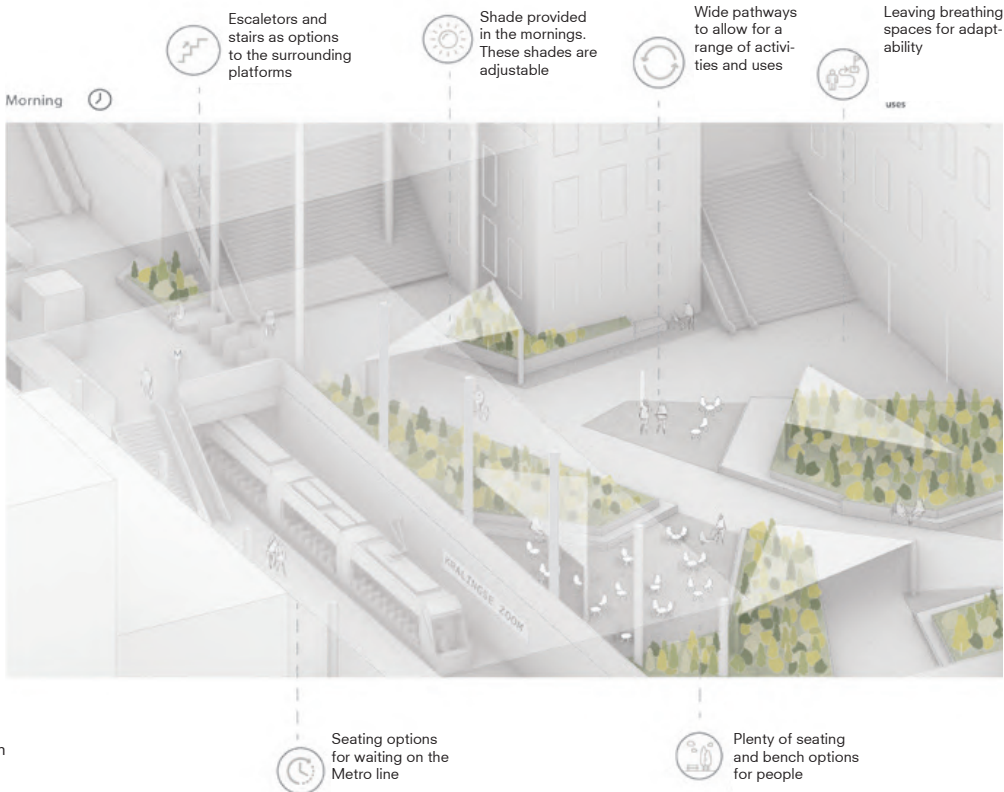 Escaletors and
stairs as options
to the surrounding
platforms
Shade provided
in the mornings.
These shades are
adjustable
Wide pathways
to allow for a
range of activi-
ties and uses
Leaving breathing
spaces for adapt-
ability
Morning
uses
M
KRALINGSE ZOOM
n
Seating options
for waiting on the
Metro line
Plenty of seating
and bench options
for people